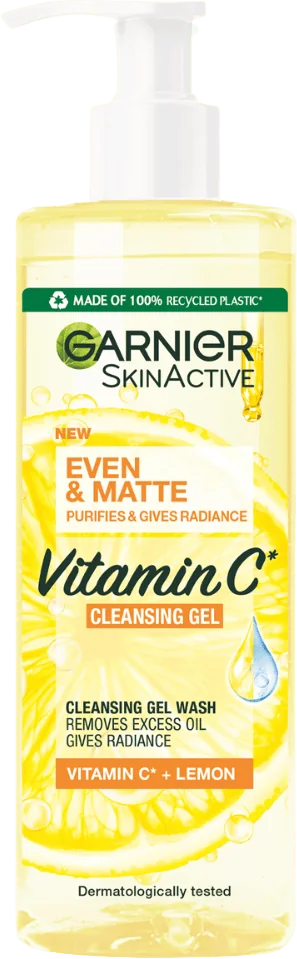 MADE OF 100% RECYCLED PLASTIC*
GARNIER
SKINACTIVE
NEW
EVEN
& MATTE
PURIFIES & GIVES RADIANCE
Vitamin C*
CLEANSING GEL
CLEANSING GEL WASH
REMOVES EXCESS OIL
GIVES RADIANCE
VITAMIN C* + LEMON
Dermatologically tested